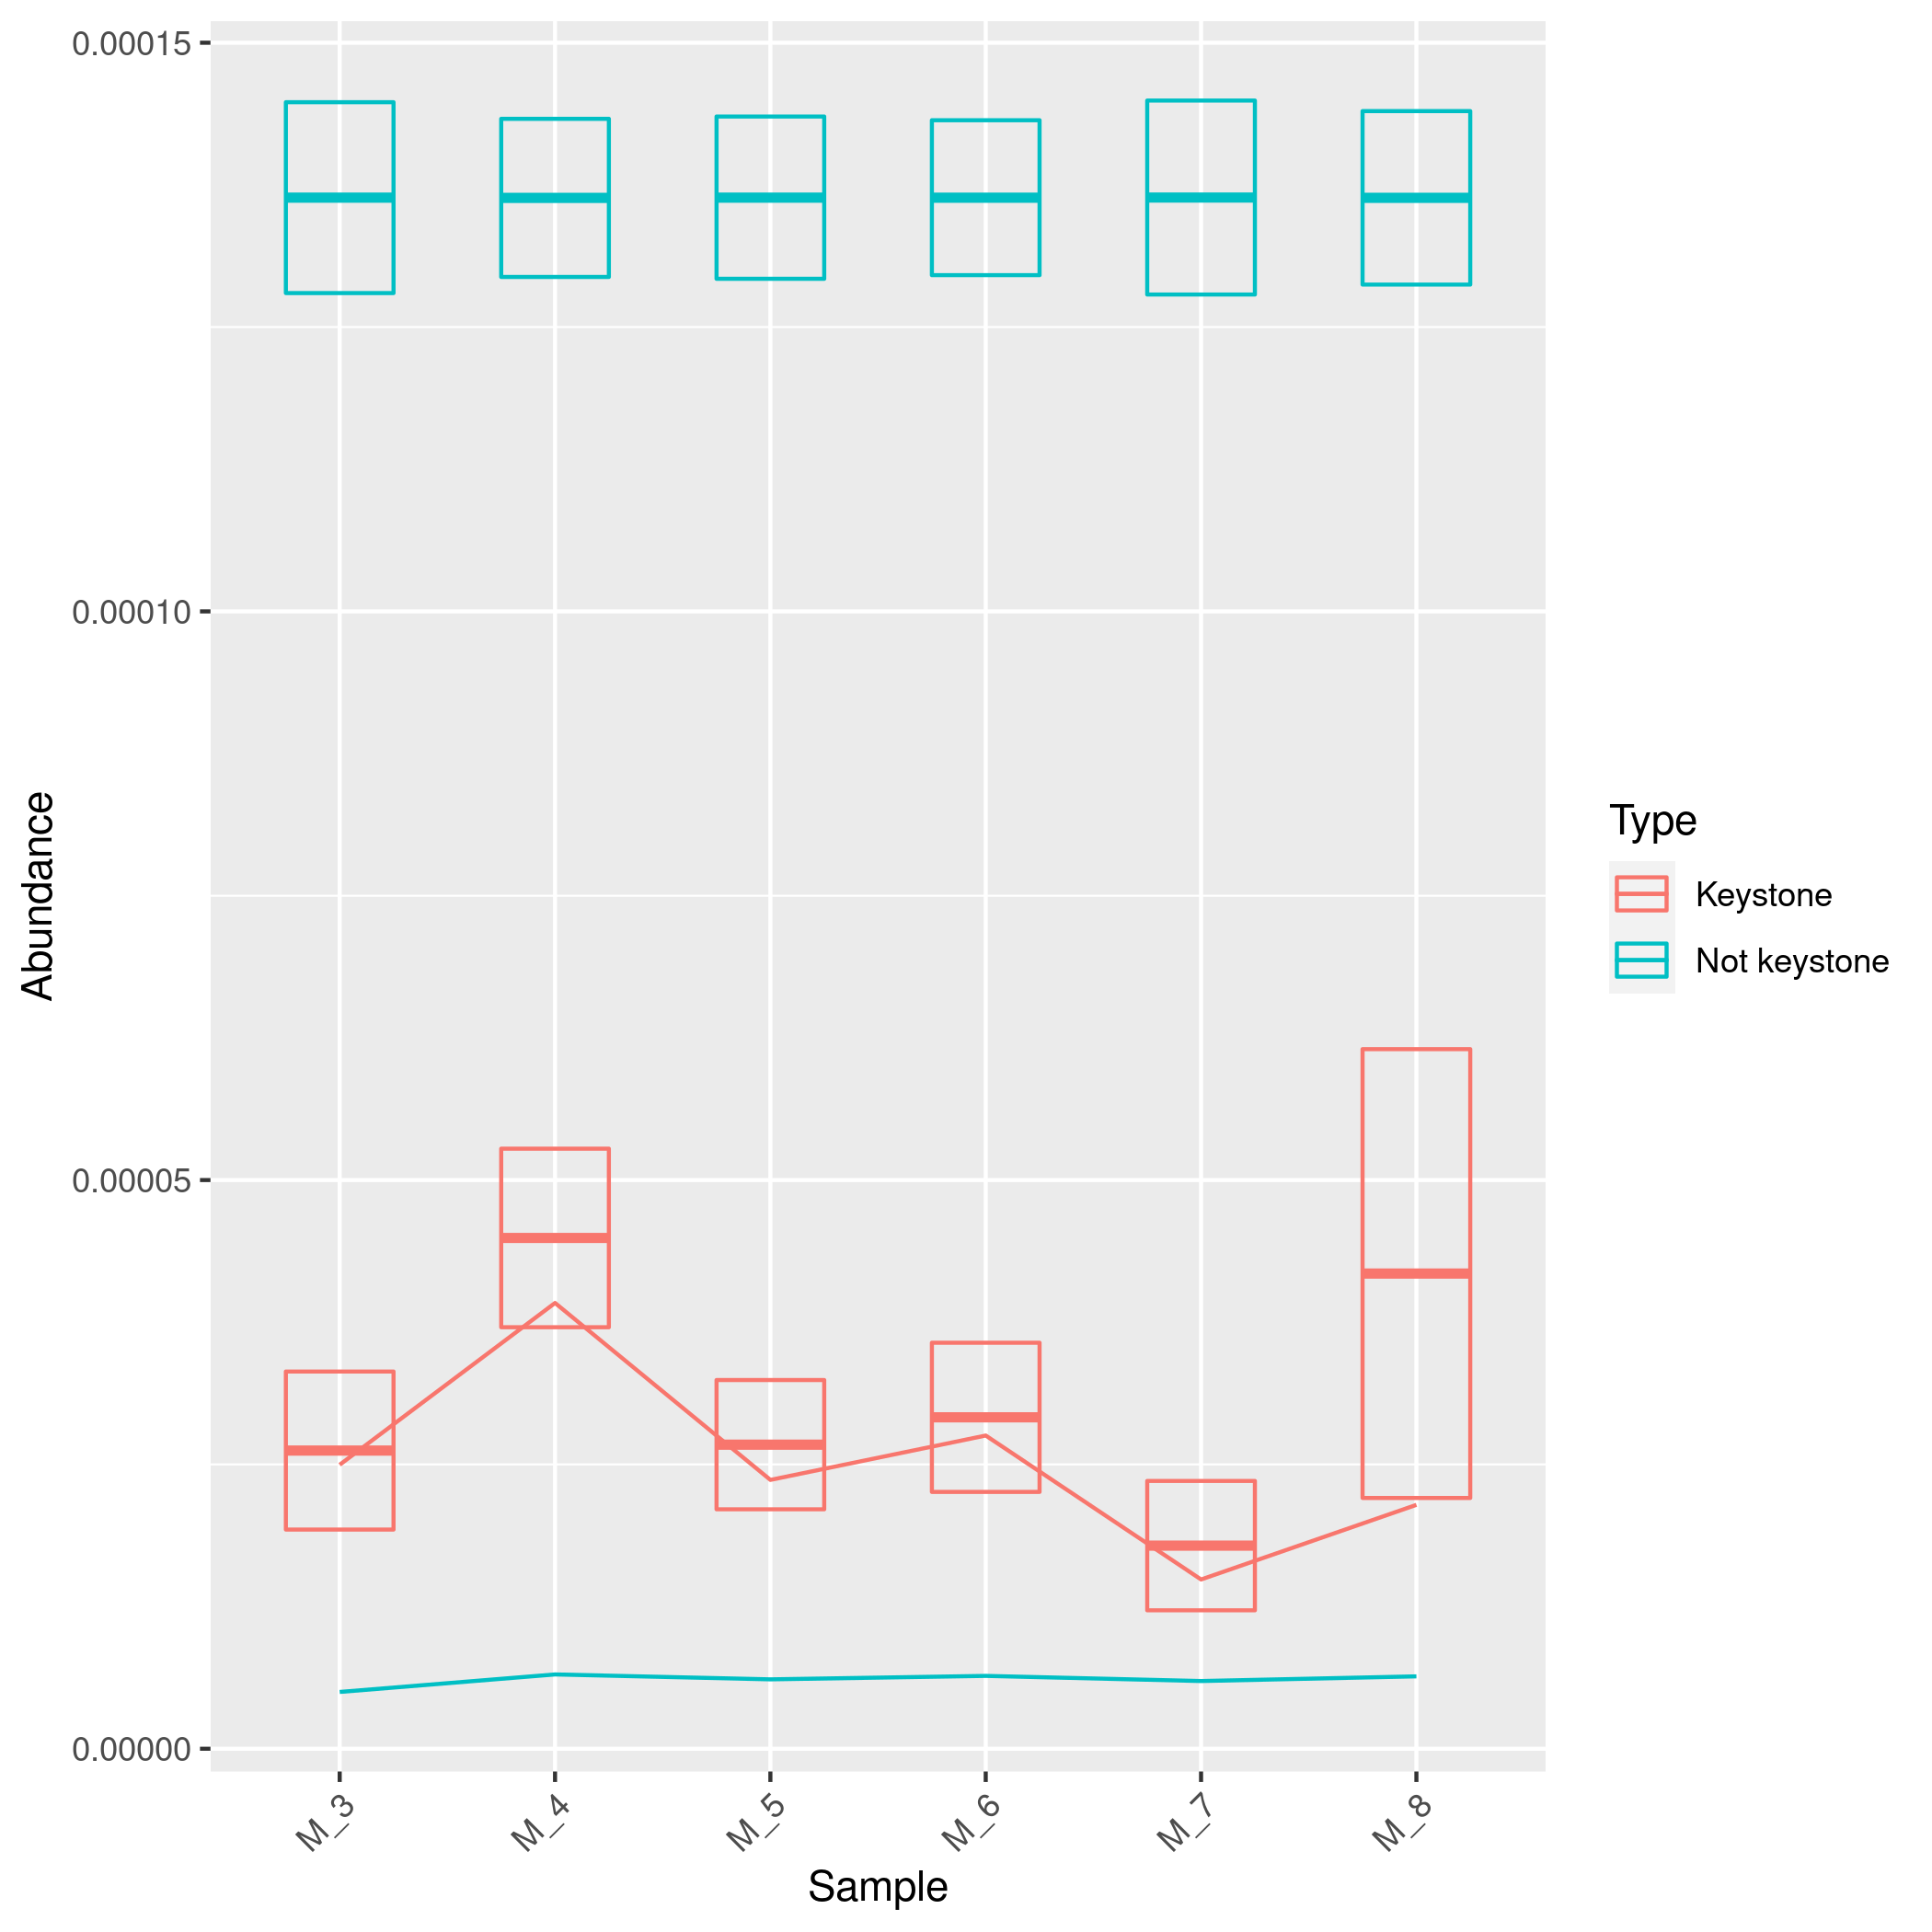 0.00015
0.00010
0.00005
0.00000
Abundance
M_3
M_4
M_5
M_6
M_7
M_8
Sample
Type
Keystone
Not keystone